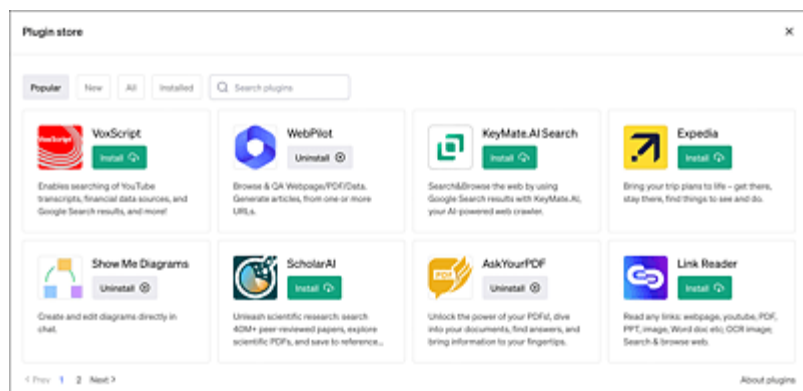 Plugin store
Popular
New
All
Installed
Search plugins
VoxScript
Install
Enables searching of YouTube
transcripts, financial data sources, and
Google Search results, and more!
WebPilot
Uninstall
Browse & QA Webpage/PDF/Data.
Generate articles, from one or more
URLs.
KeyMate.AI Search
Install
Search&Browse the web by using
Google Search results with KeyMate.AI,
your AI-powered web crawler.
Expedia
Install
Bring your trip plans to life – get there,
stay there, find things to see and do.
Show Me Diagrams
Uninstall
Create and edit diagrams directly in
chat.
ScholarAI
Install
Unleash scientific research: search
40M+ peer-reviewed papers, explore
scientific PDFs, and save to reference...
PDF
AskYourPDF
Uninstall
Unlock the power of your PDFs!, dive
into your documents, find answers, and
bring information to your fingertips.
Link Reader
Install
Read any links: webpage, youtube, PDF,
PPT, image, Word doc etc; OCR image;
Search & browse web.
Prev 1 2 Next
About plugins